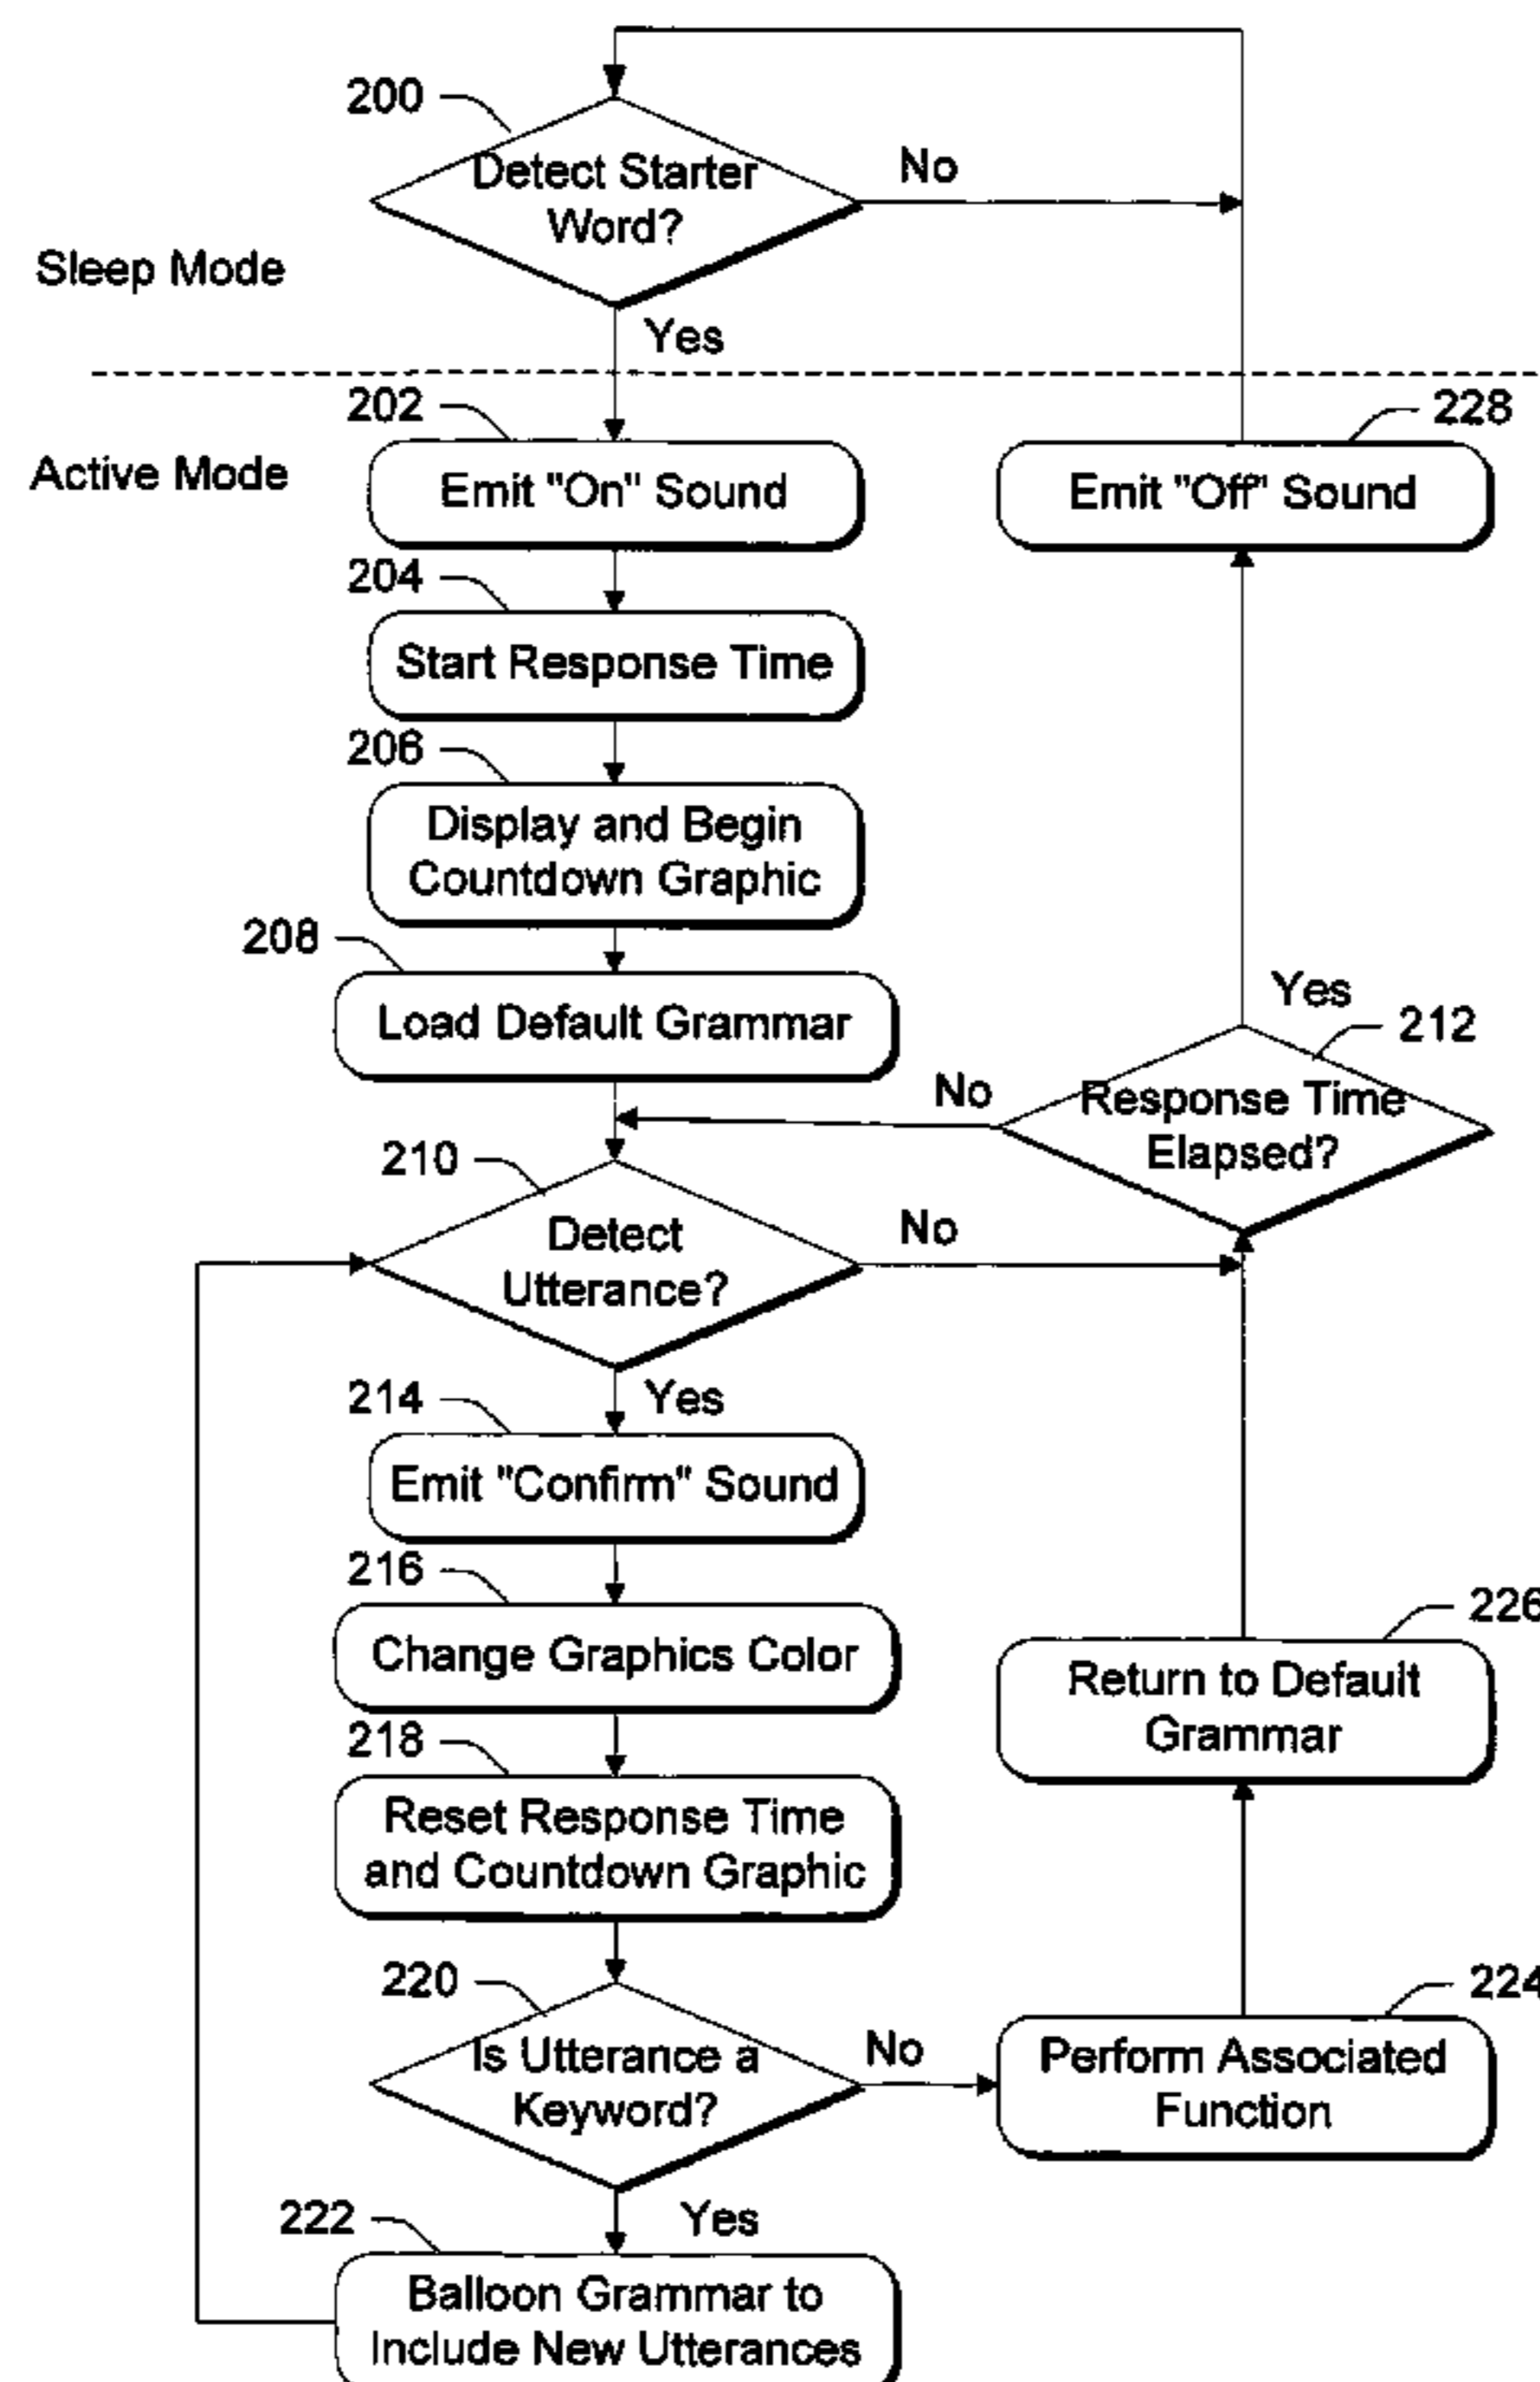 200
Detect Starter
Word?
No
Sleep Mode
Yes
202
228
Active Mode
Emit "On" Sound
Emit "Off" Sound
204
Start Response Time
206
Display and Begin
Countdown Graphic
208
Load Default Grammar
Yes
212
No
Response Time
Elapsed?
210
Detect
Utterance?
No
214
Yes
Emit "Confirm" Sound
216
Change Graphics Color
226
Return to Default
Grammar
218
Reset Response Time
and Countdown Graphic
220
Is Utterance a
Keyword?
No
224
Perform Associated
Function
222
Yes
Balloon Grammar to
Include New Utterances